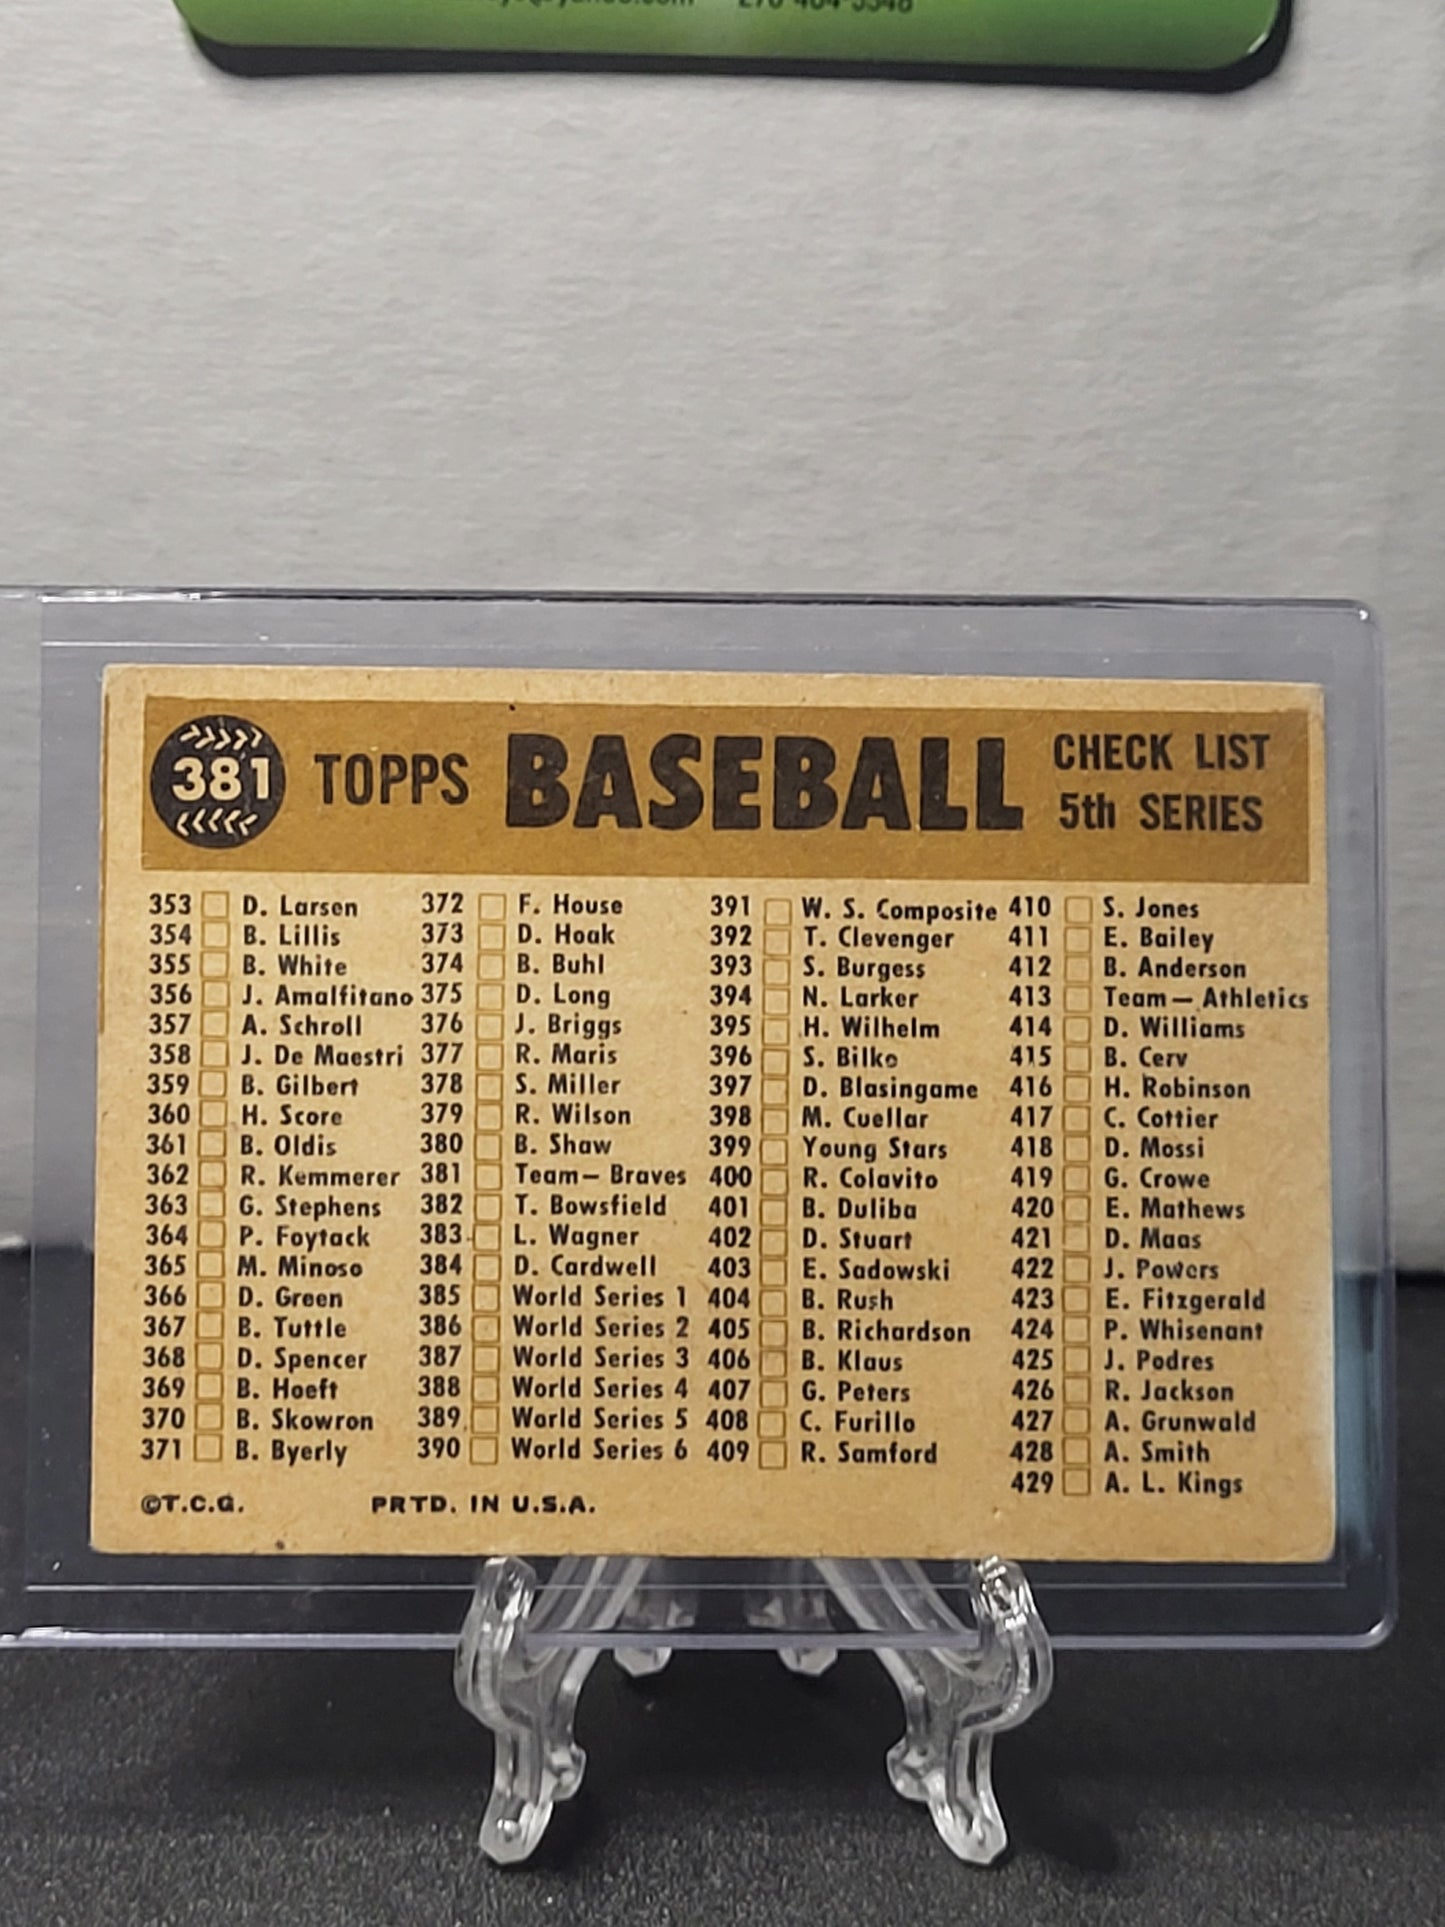 @yahoo.com 270-404-5548
381 TOPPS BASEBALL CHECK LIST
5th SERIES
353 D. Larsen
354 B. Lillis
355 B. White
356 J. Amalfitano
357 A. Schroll
358 J. De Maestri
359 B. Gilbert
360 H. Score
361 B. Oldis
362 R. Kemmerer
363 G. Stephens
364 P. Foytack
365 M. Minoso
366 D. Green
367 B. Tuttle
368 D. Spencer
369 B. Hoeft
370 B. Skowron
371 B. Byerly
372 F. House
373 D. Hoak
374 B. Buhl
375 D. Long
376 J. Briggs
377 R. Maris
378 S. Miller
379 R. Wilson
380 B. Shaw
381 Team—Braves
382 T. Bowsfield
383 L. Wagner
384 D. Cardwell
385 World Series 1
386 World Series 2
387 World Series 3
388 World Series 4
389 World Series 5
390 World Series 6
391 W. S. Composite
392 T. Clevenger
393 S. Burgess
394 N. Larker
395 H. Wilhelm
396 S. Bilko
397 D. Blasingame
398 M. Cuellar
399 Young Stars
400 R. Colavito
401 B. Duliba
402 D. Stuart
403 E. Sadowski
404 B. Rush
405 B. Richardson
406 B. Klaus
407 G. Peters
408 C. Furillo
409 R. Samford
410 S. Jones
411 E. Bailey
412 B. Anderson
413 Team—Athletics
414 D. Williams
415 B. Cerv
416 H. Robinson
417 C. Cottier
418 D. Mossi
419 G. Crowe
420 E. Mathews
421 D. Maas
422 J. Powers
423 E. Fitzgerald
424 P. Whisenant
425 J. Podres
426 R. Jackson
427 A. Grunwald
428 A. Smith
429 A. L. Kings
©T.C.G. PRTD. IN U.S.A.